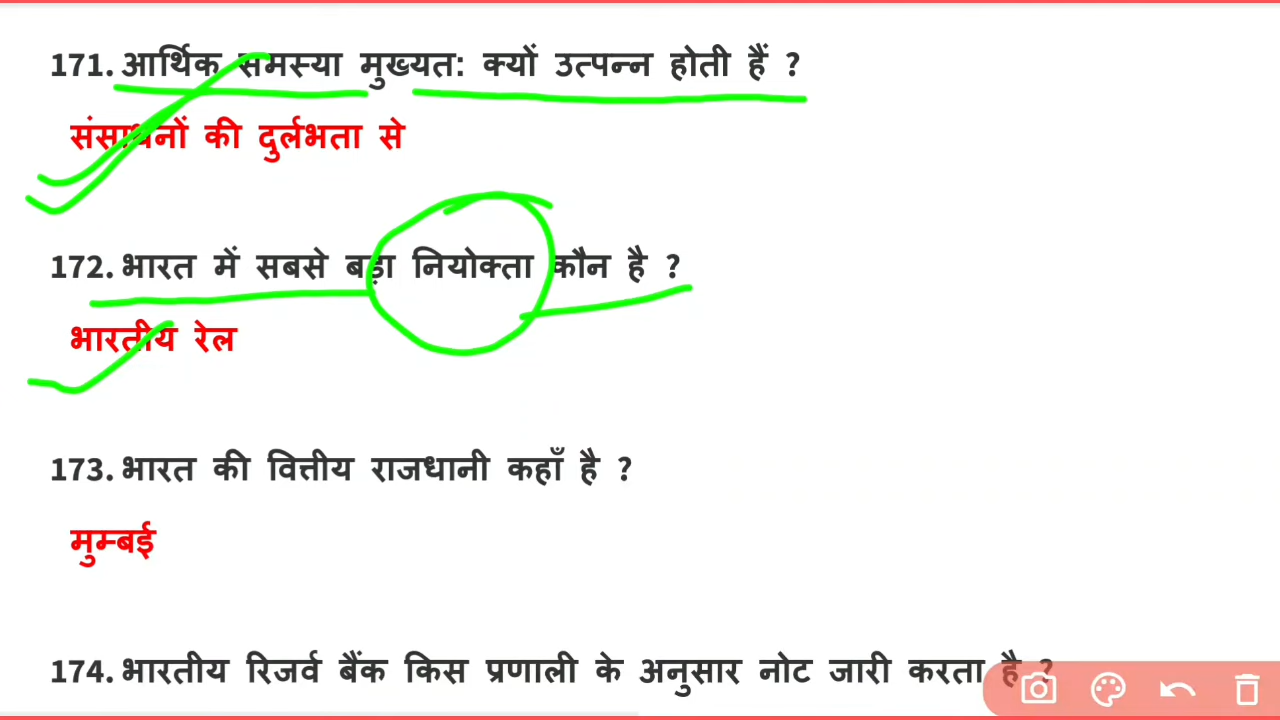 171. आर्थिक समस्या मुख्यत: क्यों उत्पन्न होती हैं ?
संसाधनों की दुर्लभता से
172. भारत में सबसे बड़ा नियोक्ता कौन है ?
भारतीय रेल
173. भारत की वित्तीय राजधानी कहाँ है ?
मुम्बई
174. भारतीय रिजर्व बैंक किस प्रणाली के अनुसार नोट जारी करता है ?